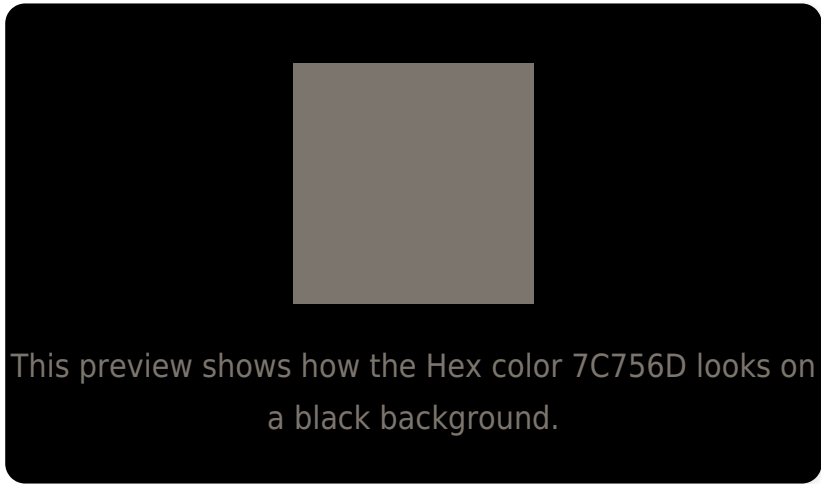 This preview shows how the Hex color 7C756D looks on
a black background.